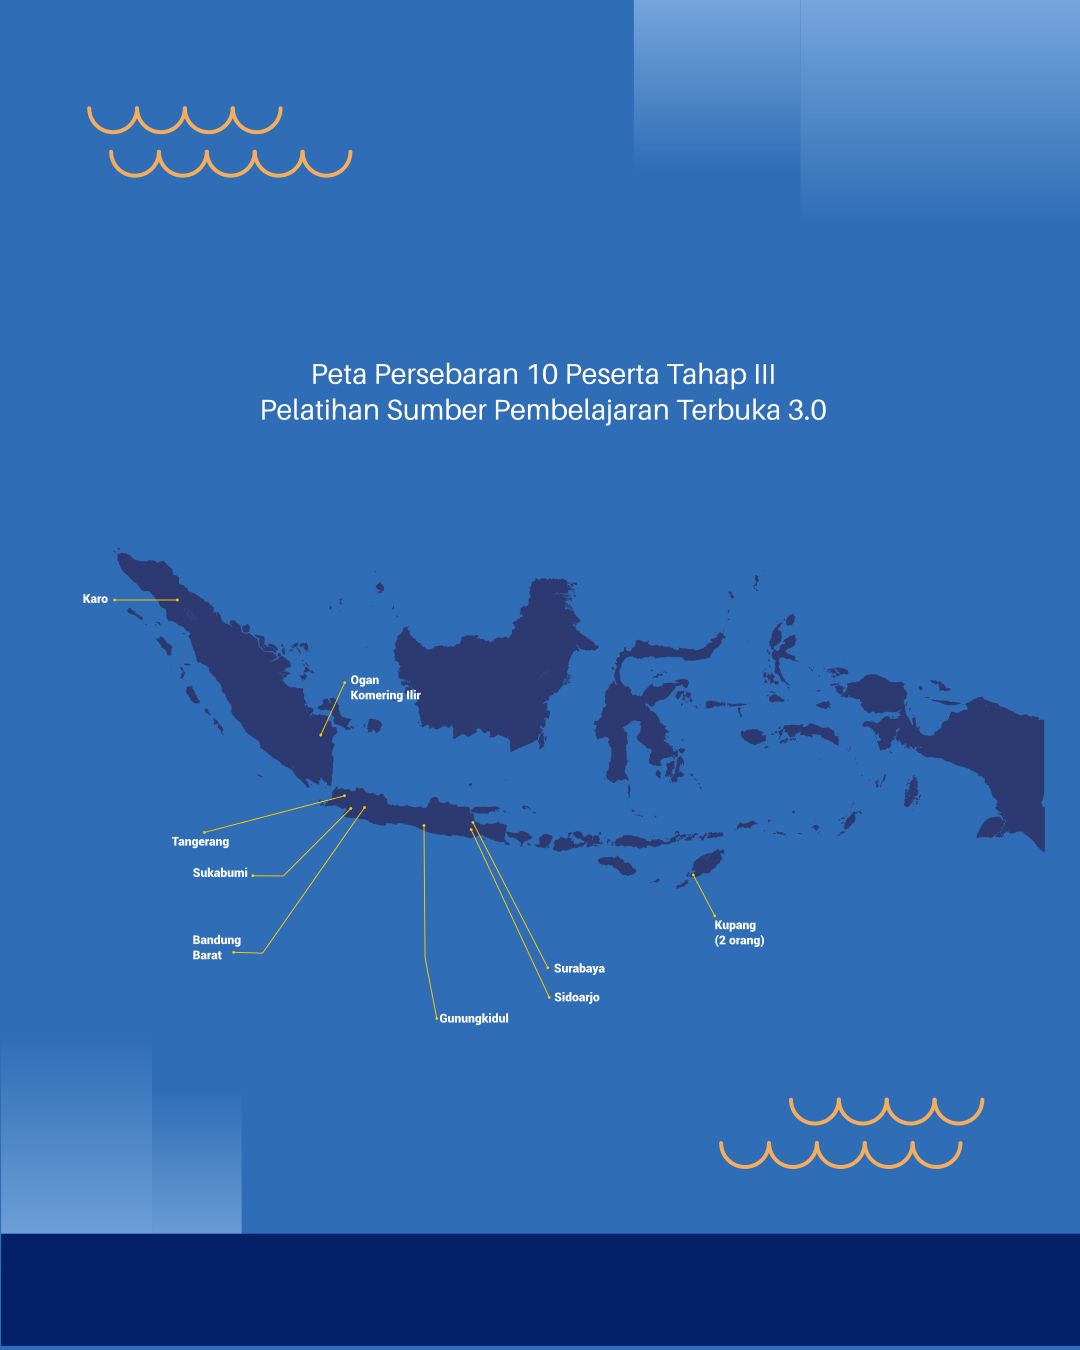 Peta Persebaran 10 Peserta Tahap III
Pelatihan Sumber Pembelajaran Terbuka 3.0
Karo
Ogan
Komering Ilir
Tangerang
Sukabumi
Bandung
Barat
Kupang
(2 orang)
Surabaya
Sidoarjo
Gunungkidul